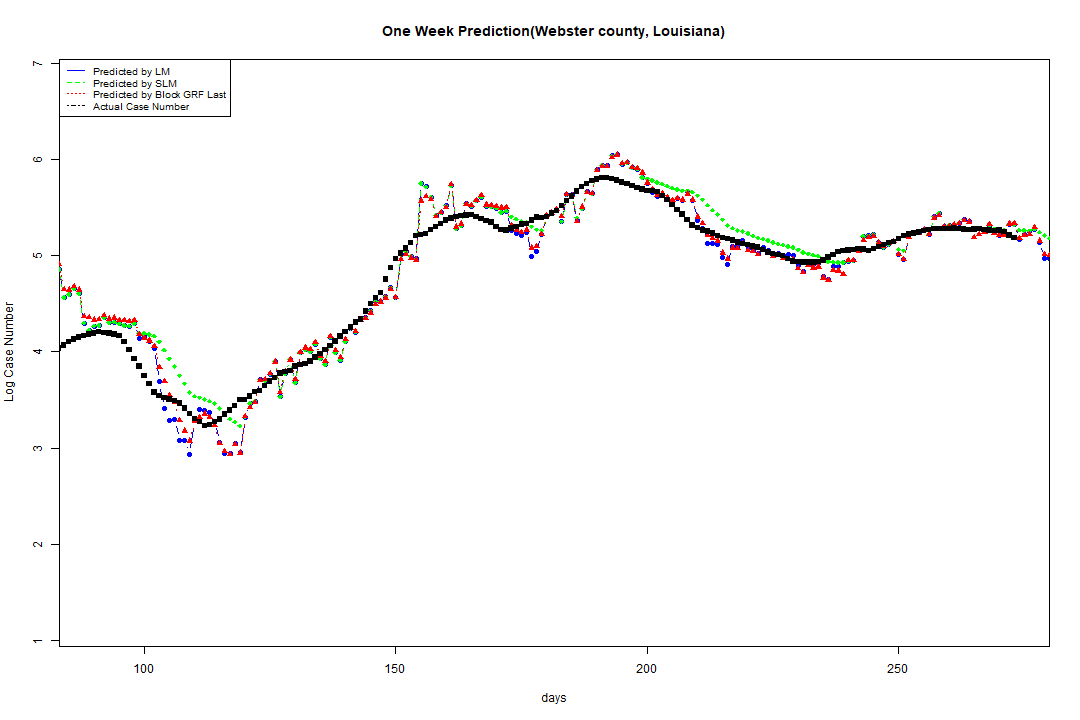 One Week Prediction(Webster county, Louisiana)
Predicted by LM
Predicted by SLM
Predicted by Block GRF Last
Actual Case Number
7
6
5
4
3
2
1
Log Case Number
100
150
200
250
days